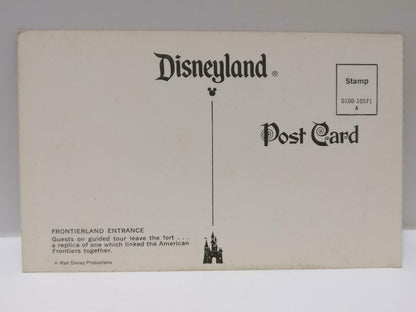 Disneyland ®
Stamp
0100-10571
A
Post Card
FRONTIERLAND ENTRANCE
Guests on guided tour leave the fort . . .
a replica of one which linked the American
Frontiers together.
© Walt Disney Productions